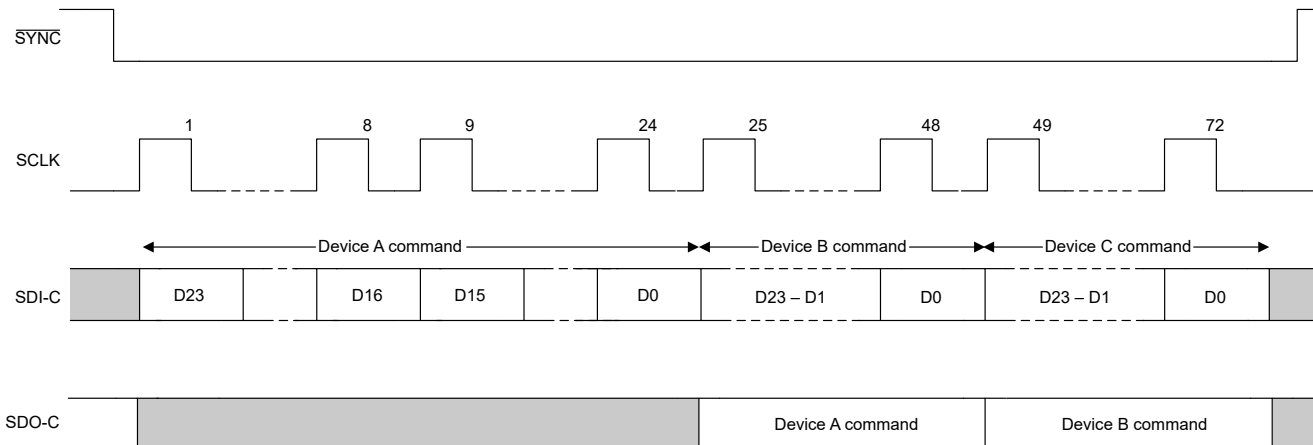 SYNC
1 8 9 24 25 48 49 72
SCLK
Device A command Device B command Device C command
SDI-C D23 D16 D15 D0 D23 – D1 D0 D23 – D1 D0
SDO-C Device A command Device B command